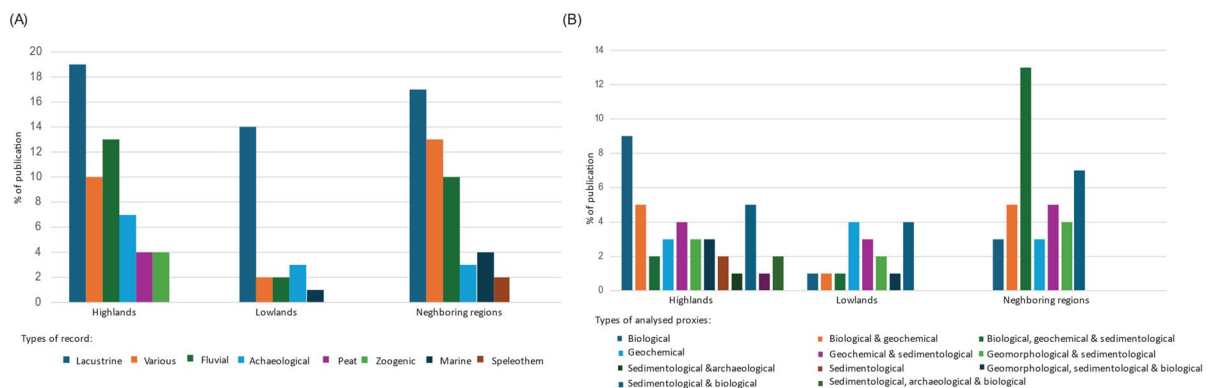 (A)
% of publication
20
18
16
14
12
10
8
6
4
2
0
Highlands Lowlands Neighboring regions
Types of record:
Lacustrine Various Fluvial Achaeological Peat Zoogenic Marine Speleothem
(B)
% of publication
14
12
10
8
6
4
2
0
Highlands Lowlands Neighboring regions
Types of analysed proxies:
Biological Biological & geochemical Biological, geochemical & sedimentological
Geochemical Geochemical & sedimentological Geomorphological & sedimentological
Sedimentological &archaeological Sedimentological Geomorphological, sedimentological & biological
Sedimentological & biological Sedimentological, archaeological & biological